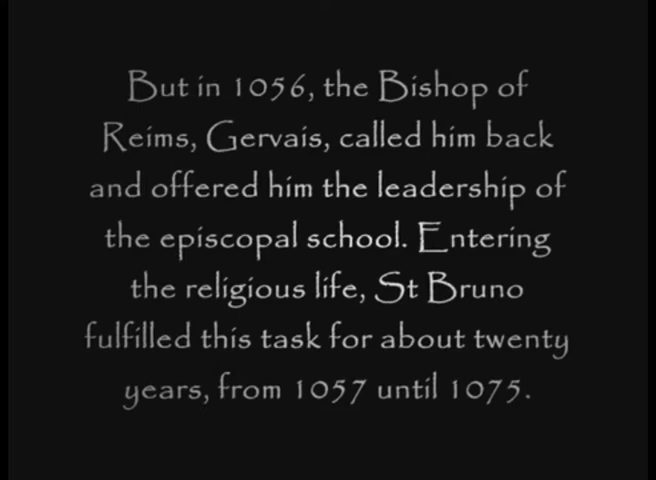 But in 1056, the Bishop of
Reims, Gervais, called him back
and offered him the leadership of
the episcopal school. Entering
the religious life, St Bruno
fulfilled this task for about twenty
years, from 1057 until 1075.